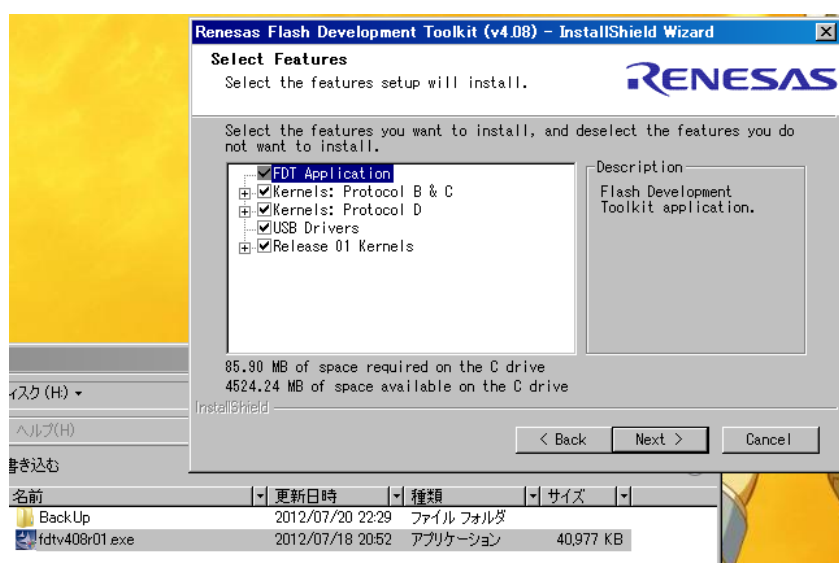 Renesas Flash Development Toolkit (v4.08) - InstallShield Wizard
Select Features
Select the features setup will install.
RENESAS
Select the features you want to install, and deselect the features you do
not want to install.
FDT Application
Kernels: Protocol B & C
Kernels: Protocol D
USB Drivers
Release 01 Kernels
Description
Flash Development
Toolkit application.
85.90 MB of space required on the C drive
4524.24 MB of space available on the C drive
InstallShield
< Back Next > Cancel
ィスク (H:)
ヘルプ(H)
書き込む
名前 更新日時 種類 サイズ
BackUp 2012/07/20 22:29 ファイル フォルダ
fdtv408r01.exe 2012/07/18 20:52 アプリケーション 40,977 KB